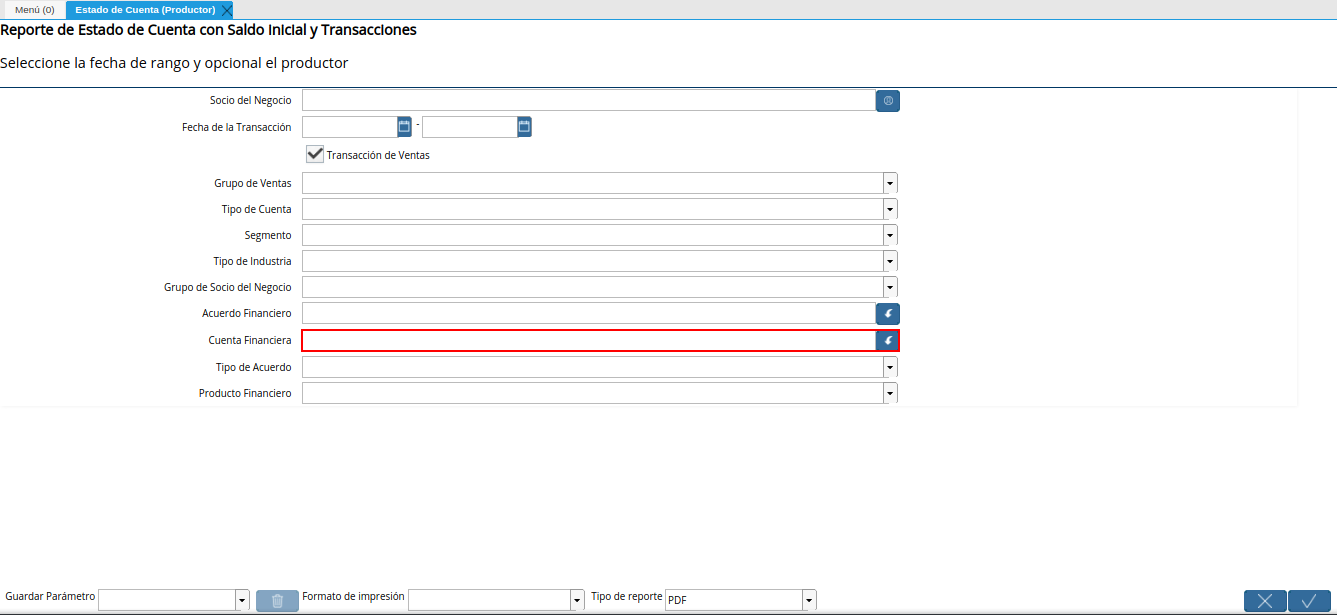 Menú (0) Estado de Cuenta (Productor)
Reporte de Estado de Cuenta con Saldo Inicial y Transacciones
Seleccione la fecha de rango y opcional el productor
Socio del Negocio
Fecha de la Transacción -
Transacción de Ventas
Grupo de Ventas
Tipo de Cuenta
Segmento
Tipo de Industria
Grupo de Socio del Negocio
Acuerdo Financiero
Cuenta Financiera
Tipo de Acuerdo
Producto Financiero
Guardar Parámetro Formato de impresión Tipo de reporte PDF